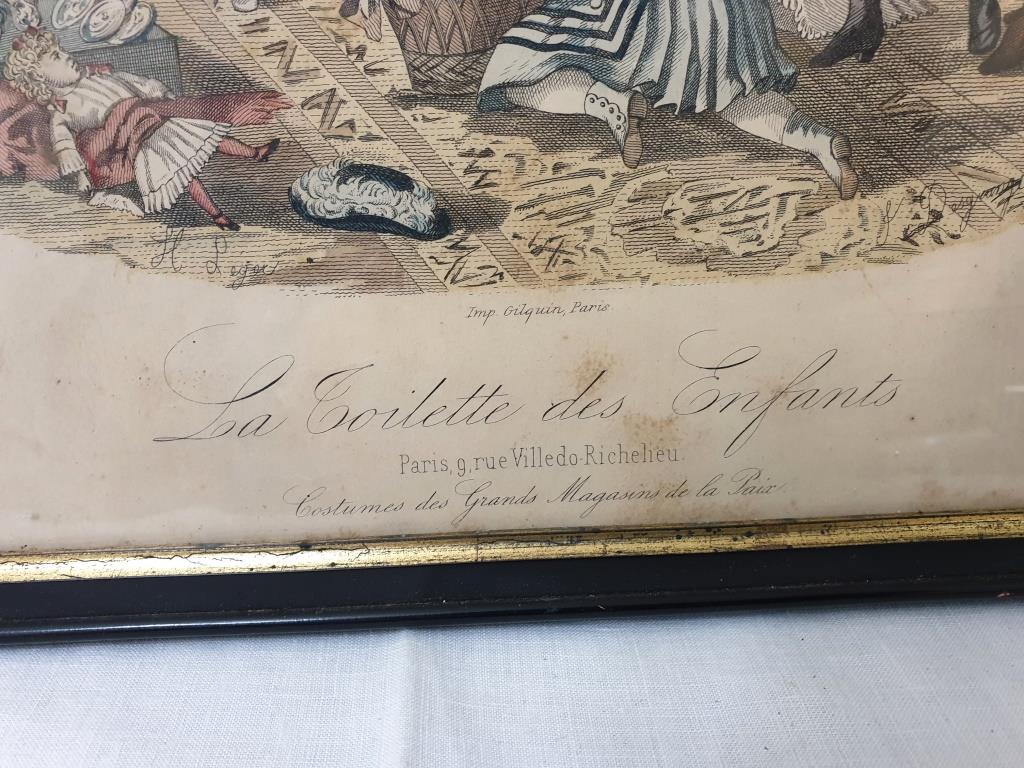 H
Imp. Gilquin, Paris.
La Toilette des Enfants
Paris, 9, rue Villedo-Richelieu.
Costumes des Grands Magasins de la Paix.